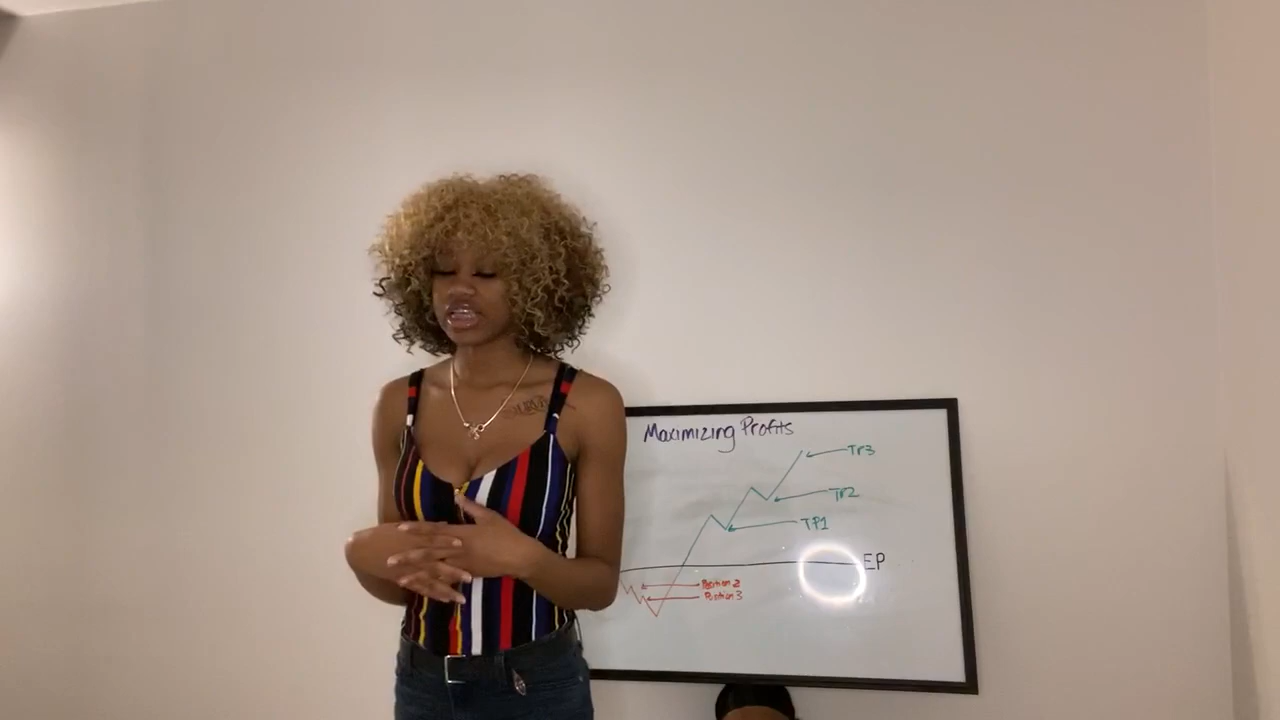 Maximizing Profits
TP3
TP2
TP1
EP
Position 2
Position 3